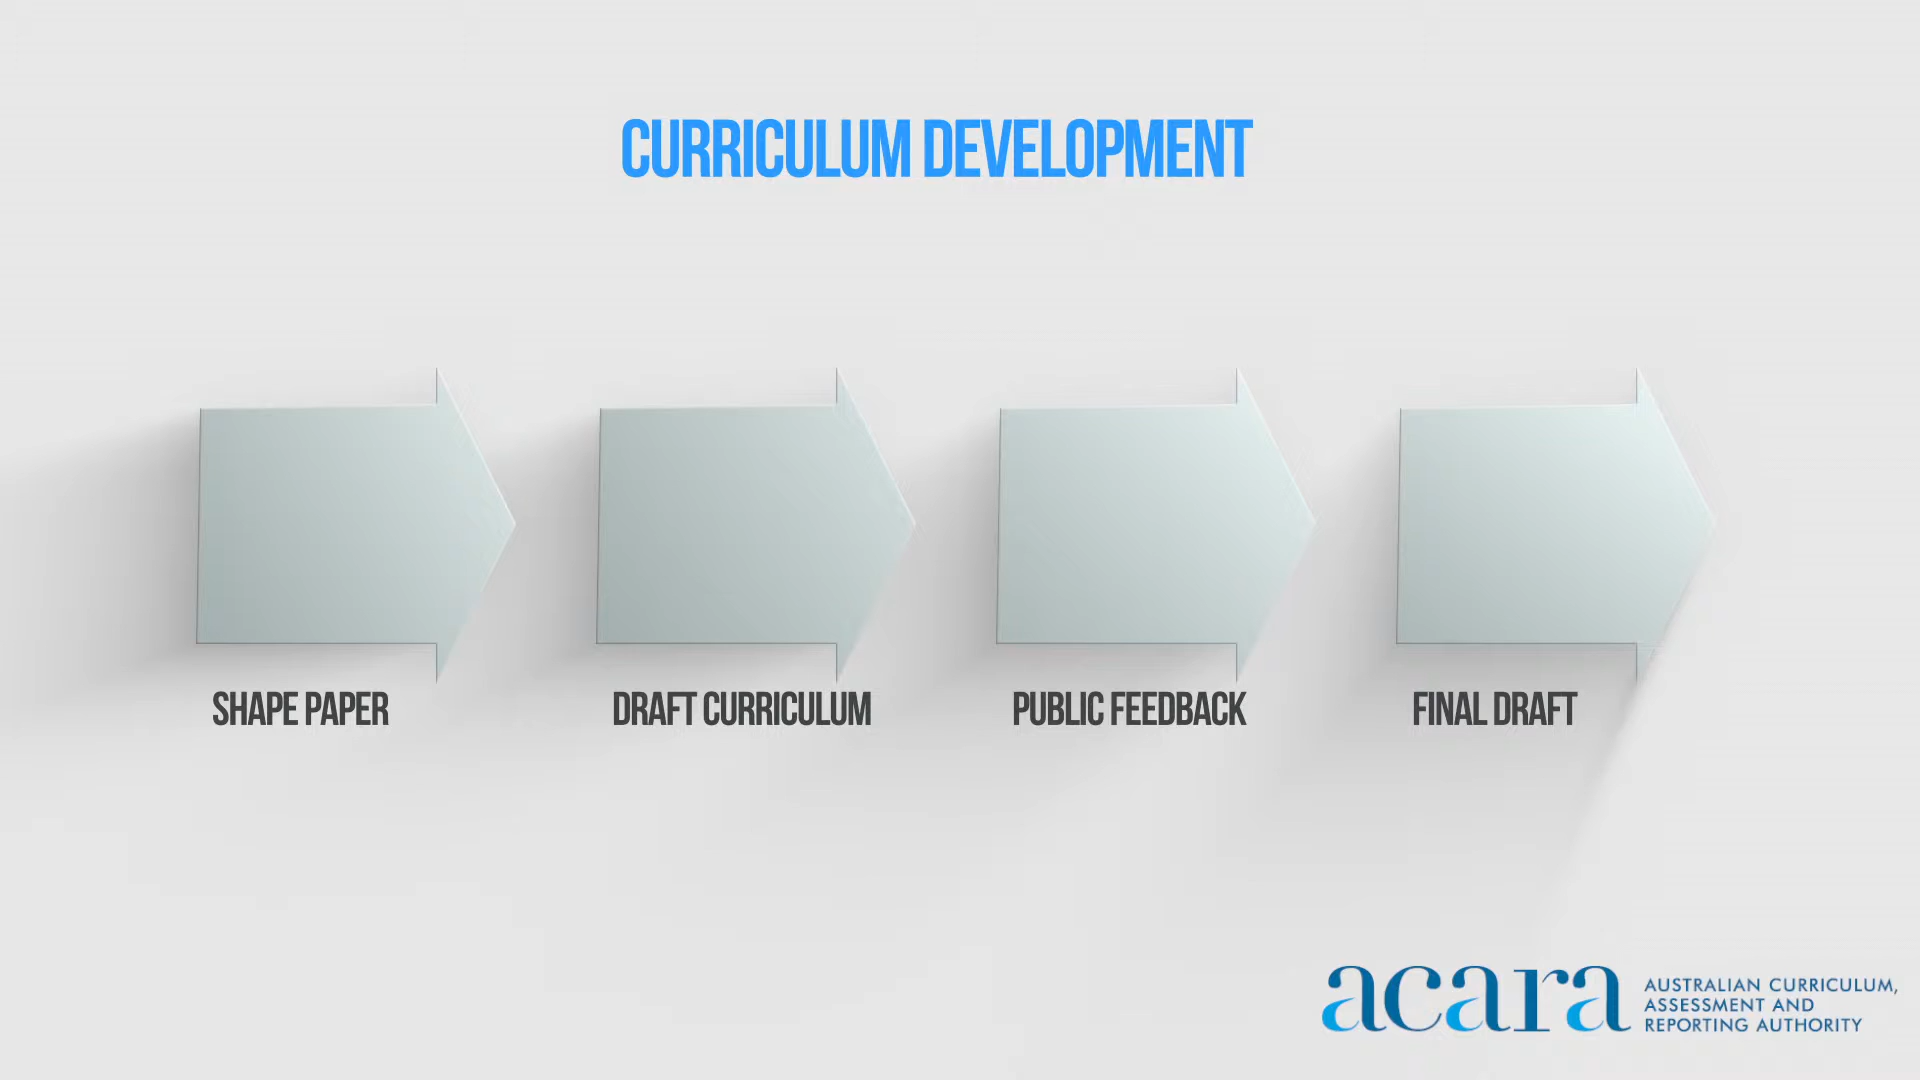 CURRICULUM DEVELOPMENT
SHAPE PAPER
DRAFT CURRICULUM
PUBLIC FEEDBACK
FINAL DRAFT
acara
AUSTRALIAN CURRICULUM,
ASSESSMENT AND
REPORTING AUTHORITY